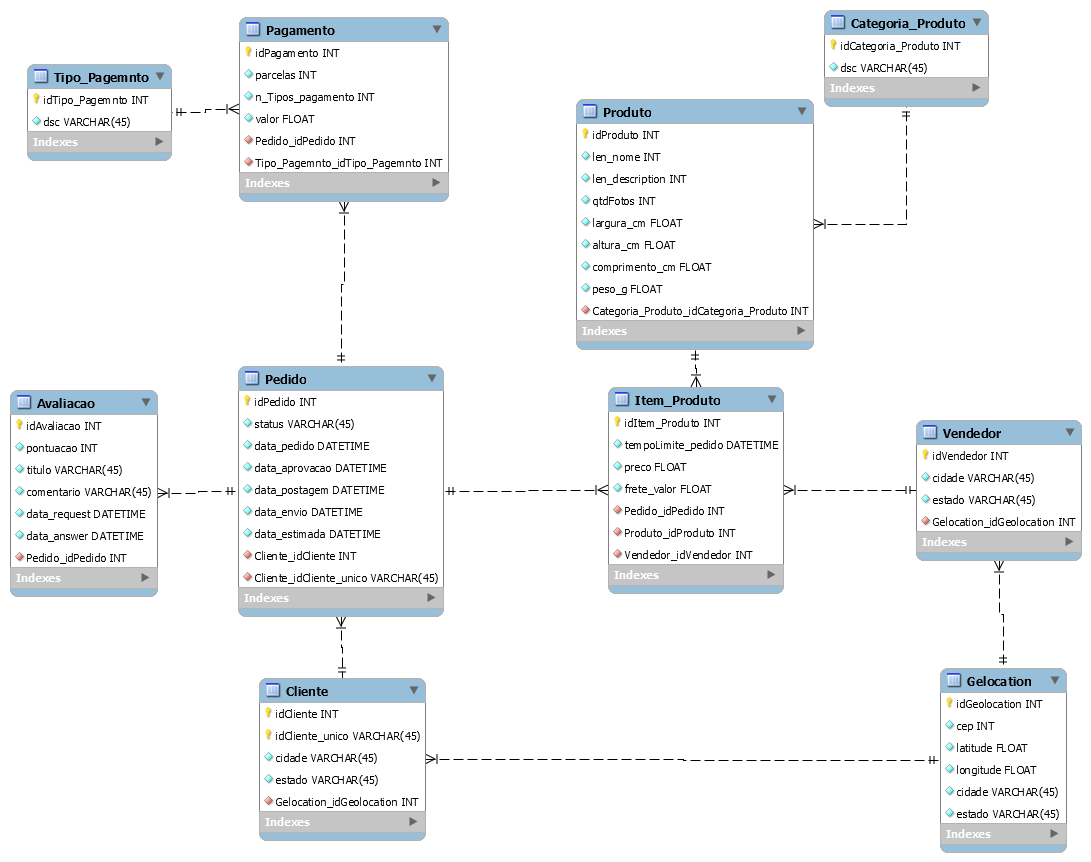 Tipo_Pagemnto
idTipo_Pagemnto INT
dsc VARCHAR(45)
Indexes
Pagamento
idPagamento INT
parcelas INT
n_Tipos_pagamento INT
valor FLOAT
Pedido_idPedido INT
Tipo_Pagemnto_idTipo_Pagemnto INT
Indexes
Categoria_Produto
idCategoria_Produto INT
dsc VARCHAR(45)
Indexes
Produto
idProduto INT
len_nome INT
len_description INT
qtdFotos INT
largura_cm FLOAT
altura_cm FLOAT
comprimento_cm FLOAT
peso_g FLOAT
Categoria_Produto_idCategoria_Produto INT
Indexes
Avaliacao
idAvaliacao INT
pontuacao INT
titulo VARCHAR(45)
comentario VARCHAR(45)
data_request DATETIME
data_answer DATETIME
Pedido_idPedido INT
Indexes
Pedido
idPedido INT
status VARCHAR(45)
data_pedido DATETIME
data_aprovacao DATETIME
data_postagem DATETIME
data_envio DATETIME
data_estimada DATETIME
Cliente_idCliente INT
Cliente_idCliente_unico VARCHAR(45)
Indexes
Item_Produto
idItem_Produto INT
tempoLimite_pedido DATETIME
preco FLOAT
frete_valor FLOAT
Pedido_idPedido INT
Produto_idProduto INT
Vendedor_idVendedor INT
Indexes
Vendedor
idVendedor INT
cidade VARCHAR(45)
estado VARCHAR(45)
Gelocation_idGeolocation INT
Indexes
Cliente
idCliente INT
idCliente_unico VARCHAR(45)
cidade VARCHAR(45)
estado VARCHAR(45)
Gelocation_idGeolocation INT
Indexes
Gelocation
idGeolocation INT
cep INT
latitude FLOAT
longitude FLOAT
cidade VARCHAR(45)
estado VARCHAR(45)
Indexes